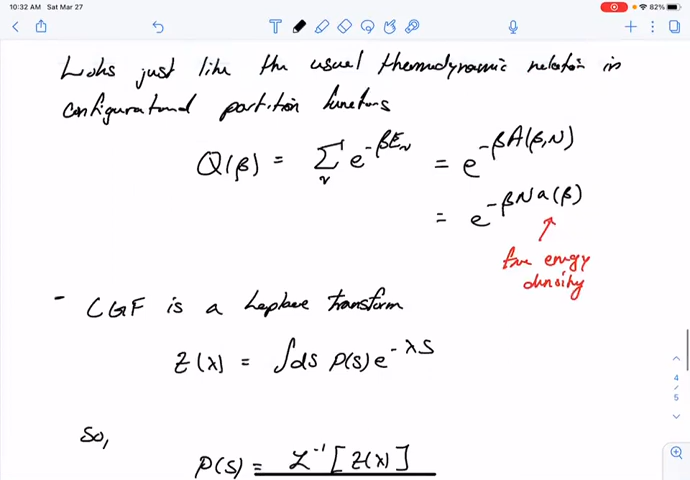 10:32 AM Sat Mar 27
82%
Looks just like the usual thermodynamic relation in
configurational partition functions
Q(β) = Σ_ν e^{-βE_ν} = e^{-βA(β,N)}
= e^{-βNa(β)}
free energy
density
- CGF is a Laplace transform
Z(λ) = ∫ds p(s) e^{-λs}
So,
p(s) = ℒ⁻¹ [Z(λ)]
4
/
5